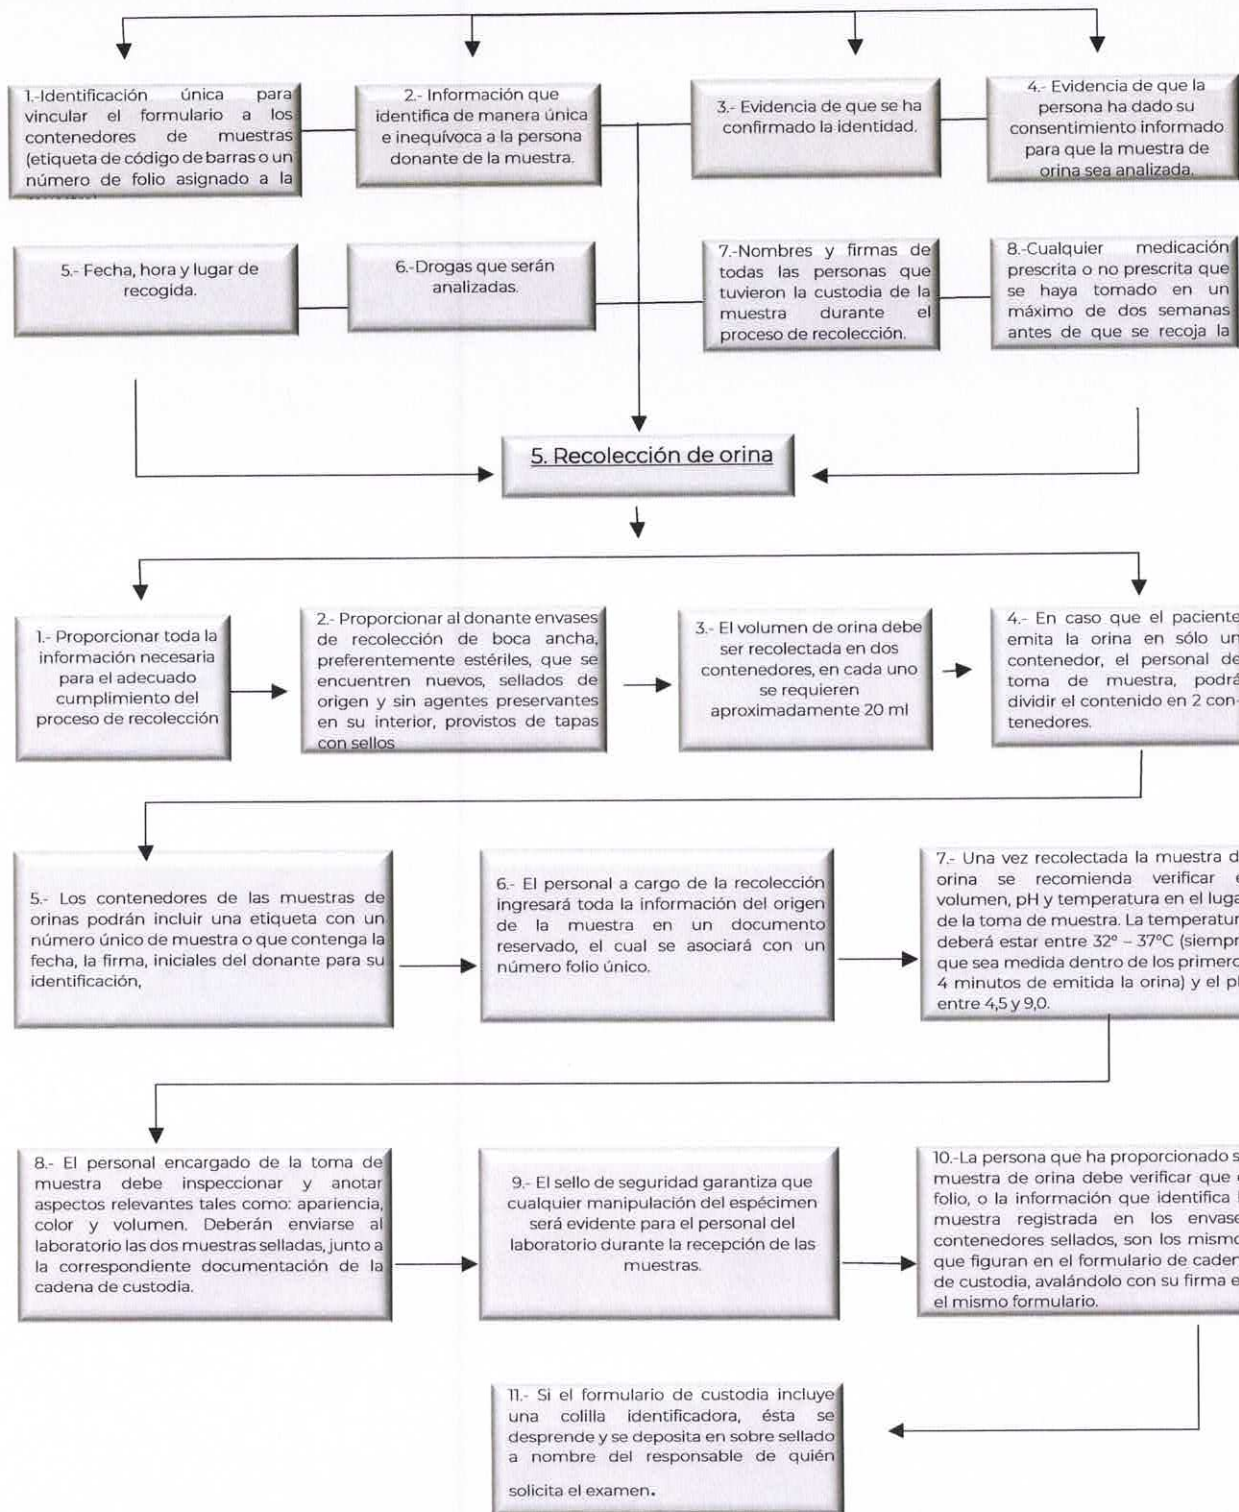 1.-Identificación única para
vincular el formulario a los
contenedores de muestras
(etiqueta de código de barras o un
número de folio asignado a la
2.- Información que
identifica de manera única
e inequívoca a la persona
donante de la muestra.
3.- Evidencia de que se ha
confirmado la identidad.
4.- Evidencia de que la
persona ha dado su
consentimiento informado
para que la muestra de
orina sea analizada.
5.- Fecha, hora y lugar de
recogida.
6.-Drogas que serán
analizadas.
7.-Nombres y firmas de
todas las personas que
tuvieron la custodia de la
muestra durante el
proceso de recolección.
8.-Cualquier medicación
prescrita o no prescrita que
se haya tomado en un
máximo de dos semanas
antes de que se recoja la
5. Recolección de orina
1.- Proporcionar toda la
información necesaria
para el adecuado
cumplimiento del
proceso de recolección
2.- Proporcionar al donante envases
de recolección de boca ancha,
preferentemente estériles, que se
encuentren nuevos, sellados de
origen y sin agentes preservantes
en su interior, provistos de tapas
con sellos
3.- El volumen de orina debe
ser recolectada en dos
contenedores, en cada uno
se requieren
aproximadamente 20 ml
4.- En caso que el paciente
emita la orina en sólo un
contenedor, el personal de
toma de muestra, podrá
dividir el contenido en 2 con-
tenedores.
5.- Los contenedores de las muestras de
orinas podrán incluir una etiqueta con un
número único de muestra o que contenga la
fecha, la firma, iniciales del donante para su
identificación,
6.- El personal a cargo de la recolección
ingresará toda la información del origen
de la muestra en un documento
reservado, el cual se asociará con un
número folio único.
7.- Una vez recolectada la muestra d
orina se recomienda verificar e
volumen, pH y temperatura en el luga
de la toma de muestra. La temperatur
deberá estar entre 32º – 37ºC (siempr
que sea medida dentro de los primero
4 minutos de emitida la orina) y el p
entre 4,5 y 9,0.
8.- El personal encargado de la toma de
muestra debe inspeccionar y anotar
aspectos relevantes tales como: apariencia,
color y volumen. Deberán enviarse al
laboratorio las dos muestras selladas, junto a
la correspondiente documentación de la
cadena de custodia.
9.- El sello de seguridad garantiza que
cualquier manipulación del espécimen
será evidente para el personal del
laboratorio durante la recepción de las
muestras.
10.-La persona que ha proporcionado s
muestra de orina debe verificar que e
folio, o la información que identifica l
muestra registrada en los envase
contenedores sellados, son los mismo
que figuran en el formulario de caden
de custodia, avalándolo con su firma e
el mismo formulario.
11.- Si el formulario de custodia incluye
una colilla identificadora, ésta se
desprende y se deposita en sobre sellado
a nombre del responsable de quién
solicita el examen.